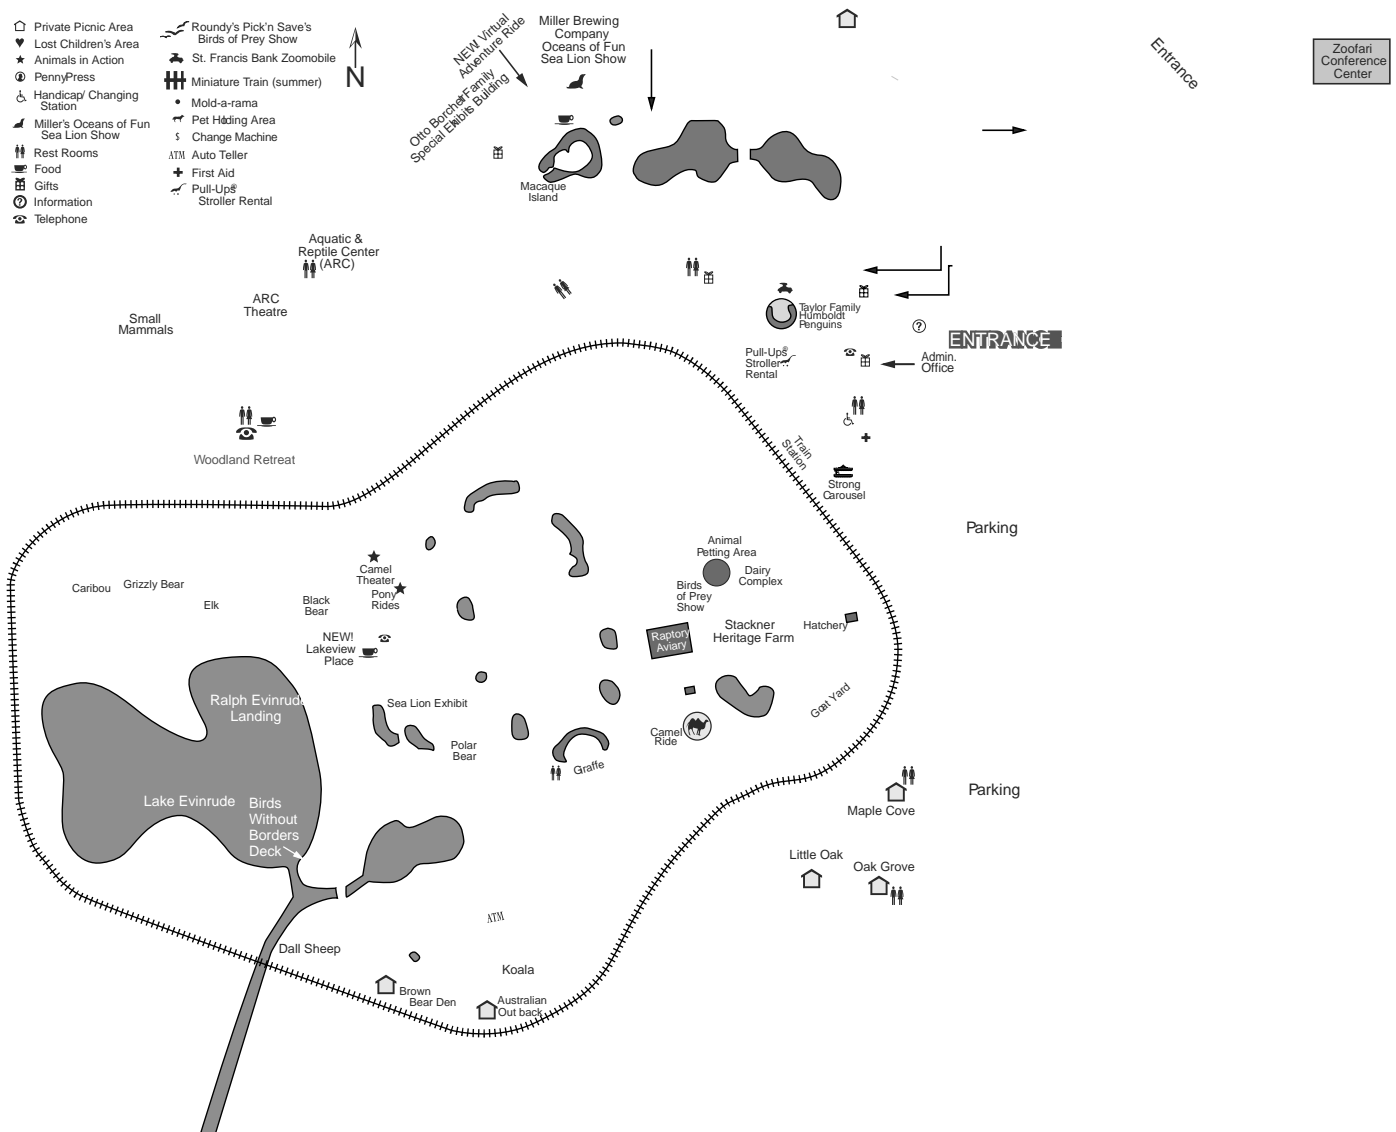 Private Picnic Area
Lost Children's Area
Animals in Action
PennyPress
Handicap/ Changing
Station
Miller's Oceans of Fun
Sea Lion Show
Rest Rooms
Food
Gifts
Information
Telephone
Roundy's Pick'n Save's
Birds of Prey Show
St. Francis Bank Zoomobile
Miniature Train (summer)
Mold-a-rama
Pet Holding Area
$ Change Machine
ATM Auto Teller
First Aid
Pull-Ups®
Stroller Rental
N
NEW! Virtual
Adventure Ride
Otto Borchert Family
Special Exhibits Building
Miller Brewing
Company
Oceans of Fun
Sea Lion Show
Macaque
Island
Entrance
Zoofari
Conference
Center
Aquatic &
Reptile Center
(ARC)
ARC
Theatre
Small
Mammals
Taylor Family
Humboldt
Penguins
?
ENTRANCE
Pull-Ups®
Stroller
Rental
Admin.
Office
Woodland Retreat
Train
Station
Strong
Carousel
Parking
Caribou
Grizzly Bear
Elk
Black
Bear
Camel
Theater
Pony
Rides
NEW!
Lakeview
Place
Animal
Petting Area
Dairy
Complex
Birds
of Prey
Show
Stackner
Heritage Farm
Hatchery
Raptory
Aviary
Goat Yard
Camel
Ride
Sea Lion Exhibit
Polar
Bear
Giraffe
Ralph Evinrude
Landing
Lake Evinrude
Birds
Without
Borders
Deck
Parking
Maple Cove
Little Oak
Oak Grove
ATM
Dall Sheep
Koala
Brown
Bear Den
Australian
Out back